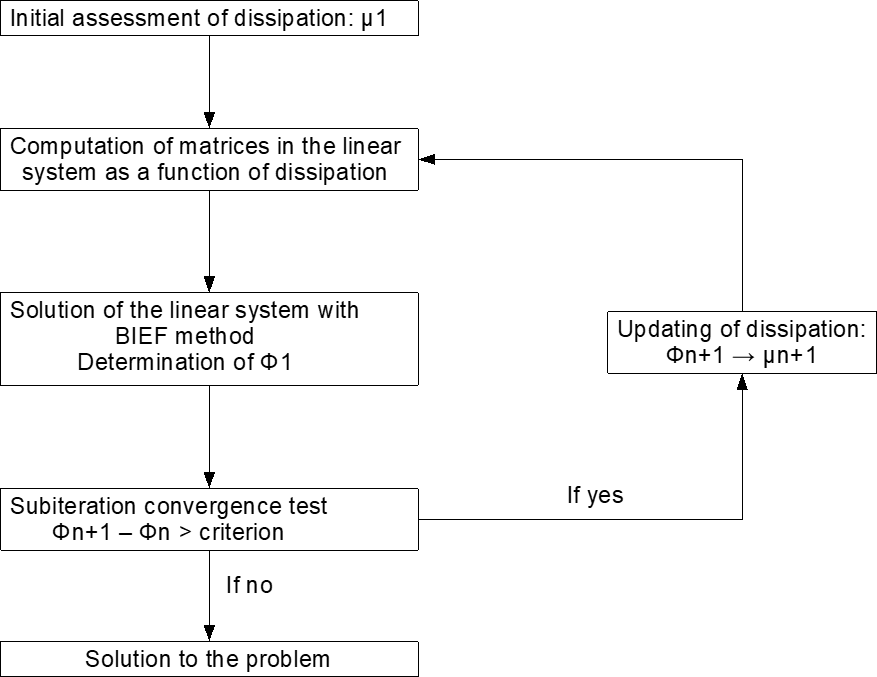 Initial assessment of dissipation: μ1
Computation of matrices in the linear
system as a function of dissipation
Solution of the linear system with
BIEF method
Determination of Φ1
Updating of dissipation:
Φn+1 → μn+1
Subiteration convergence test
Φn+1 – Φn > criterion
If yes
If no
Solution to the problem